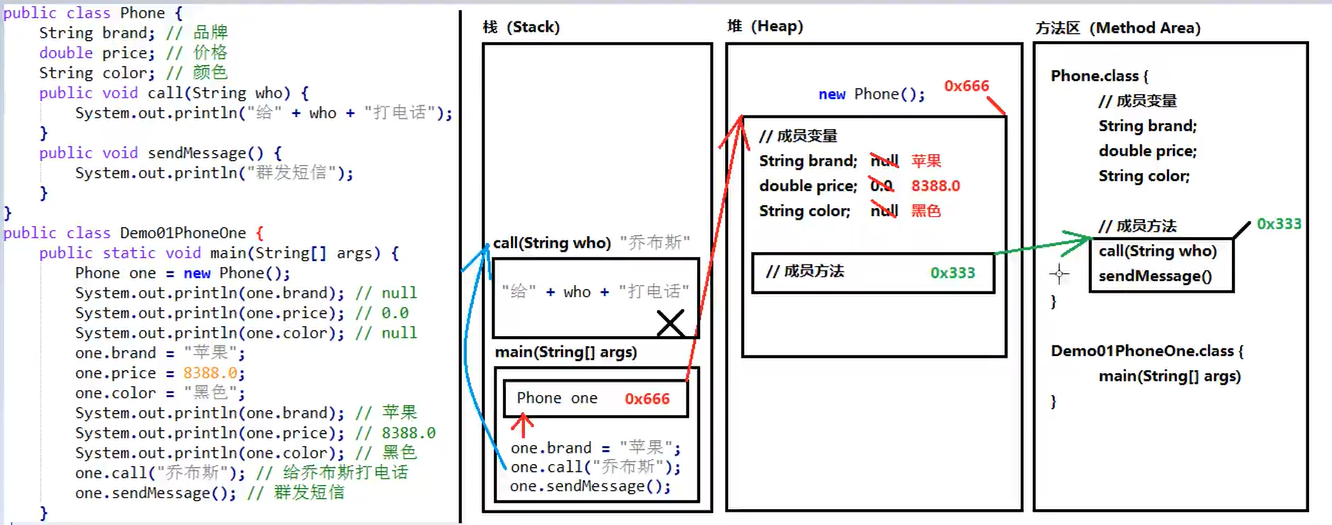 public class Phone {
String brand; // 品牌
double price; // 价格
String color; // 颜色
public void call(String who) {
System.out.println("给" + who + "打电话");
}
public void sendMessage() {
System.out.println("群发短信");
}
}
public class Demo01PhoneOne {
public static void main(String[] args) {
Phone one = new Phone();
System.out.println(one.brand); // null
System.out.println(one.price); // 0.0
System.out.println(one.color); // null
one.brand = "苹果";
one.price = 8388.0;
one.color = "黑色";
System.out.println(one.brand); // 苹果
System.out.println(one.price); // 8388.0
System.out.println(one.color); // 黑色
one.call("乔布斯"); // 给乔布斯打电话
one.sendMessage(); // 群发短信
}
栈（Stack）
call(String who) "乔布斯"
"给" + who + "打电话"
main(String[] args)
Phone one 0x666
one.brand = "苹果";
one.call("乔布斯");
one.sendMessage();
堆（Heap）
new Phone(); 0x666
// 成员变量
String brand; null 苹果
double price; 0.0 8388.0
String color; null 黑色
// 成员方法 0x333
方法区（Method Area）
Phone.class {
// 成员变量
String brand;
double price;
String color;
// 成员方法 0x333
call(String who)
sendMessage()
}
Demo01PhoneOne.class {
main(String[] args)
}